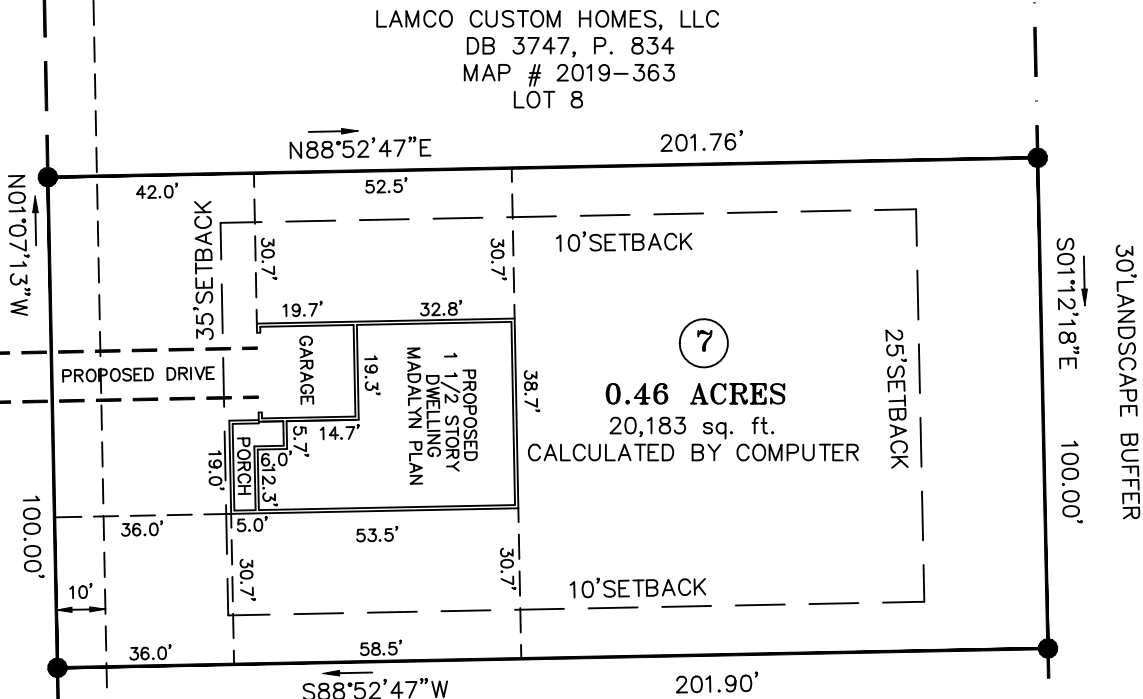 LAMCO CUSTOM HOMES, LLC
DB 3747, P. 834
MAP # 2019-363
LOT 8
N88°52'47"E
201.76'
42.0'
52.5'
N01°07'13"W
100.00'
35'SETBACK
30.7'
30.7'
10'SETBACK
19.7'
32.8'
GARAGE
19.3'
PROPOSED
1 1/2 STORY
DWELLING
MADALYN PLAN
38.7'
PROPOSED DRIVE
7
0.46 ACRES
20,183 sq. ft.
CALCULATED BY COMPUTER
25'SETBACK
S01°12'18"E
100.00'
30'LANDSCAPE BUFFER
14.7'
5.7'
6.0'
12.3'
PORCH
19.0'
36.0'
5.0'
53.5'
30.7'
30.7'
10'SETBACK
10'
36.0'
58.5'
S88°52'47"W
201.90'